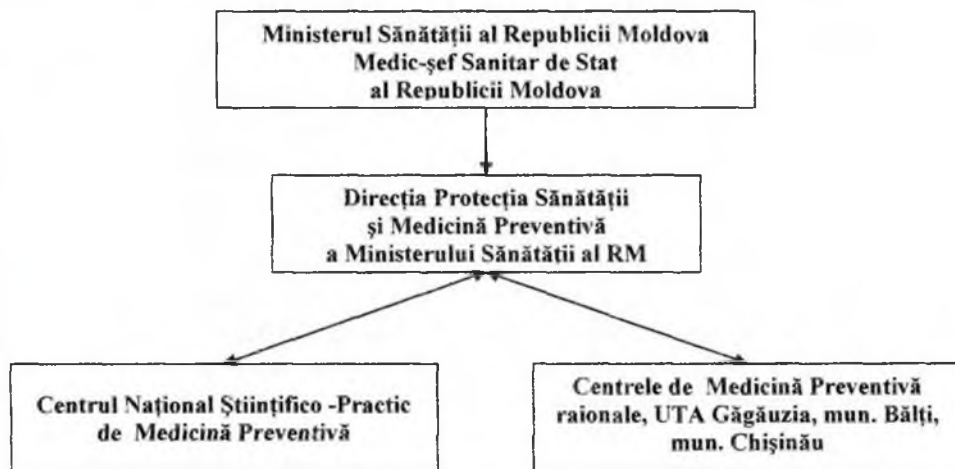 Ministerul Sănătății al Republicii Moldova
Medic-șef Sanitar de Stat
al Republicii Moldova
Direcția Protecția Sănătății
și Medicină Preventivă
a Ministerului Sănătății al RM
Centrul Național Științifico -Practic
de Medicină Preventivă
Centrele de Medicină Preventivă
raionale, UTA Găgăuzia, mun. Bălți,
mun. Chișinău